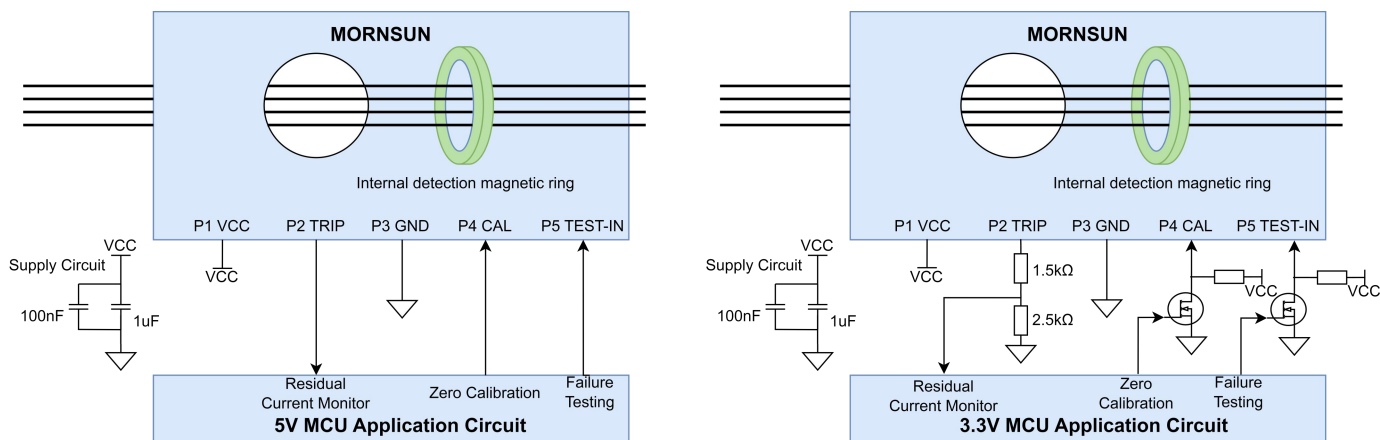 MORNSUN
Internal detection magnetic ring
P1 VCC
P2 TRIP
P3 GND
P4 CAL
P5 TEST-IN
VCC
VCC
Supply Circuit
100nF
1uF
Residual
Current Monitor
Zero Calibration
Failure
Testing
5V MCU Application Circuit
MORNSUN
Internal detection magnetic ring
P1 VCC
P2 TRIP
P3 GND
P4 CAL
P5 TEST-IN
VCC
VCC
Supply Circuit
100nF
1uF
1.5kΩ
2.5kΩ
VCC
VCC
Residual
Current Monitor
Zero
Calibration
Failure
Testing
3.3V MCU Application Circuit